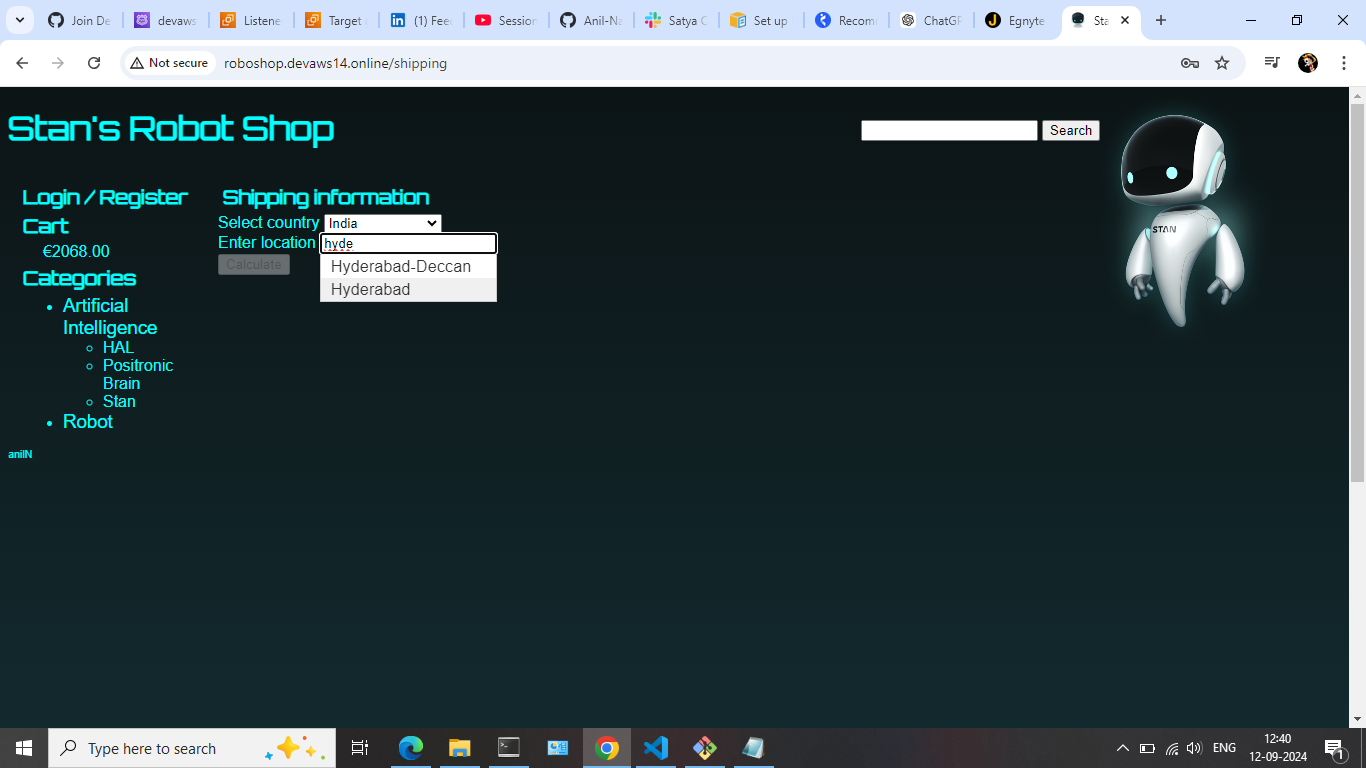 Join De
devaws
Listene
Target
(1) Fee
Session
Anil-Na
Satya C
Set up
Recom
ChatGP
Egnyte
Sta
Not secure
roboshop.devaws14.online/shipping
Stan's Robot Shop
Search
STAN
Login / Register
Cart
€2068.00
Categories
Artificial
Intelligence
HAL
Positronic
Brain
Stan
Robot
anilN
Shipping information
Select country India
Enter location hyde
Calculate
Hyderabad-Deccan
Hyderabad
Type here to search
ENG
12:40
12-09-2024
1